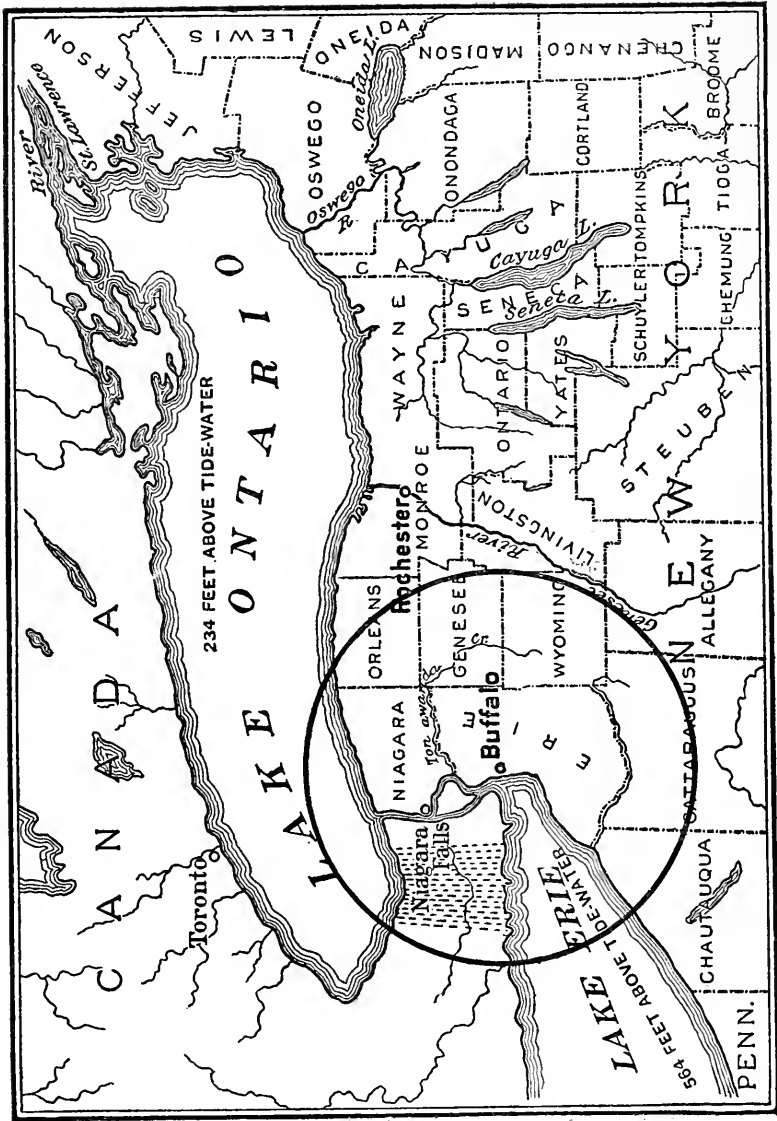 CANADA
Toronto
River
St. Lawrence
JEFFERSON
LEWIS
LAKE ONTARIO
234 FEET ABOVE TIDE-WATER
OSWEGO
ONEIDA
Oneida L.
Oswego
R
MADISON
CHENANGO
ONONDAGA
CORTLAND
CAYUGA
Cayuga L.
WAYNE
SENECA
Seneta L.
Rochester
MONROE
ONTARIO
YATES
TOMPKINS
SCHUYLER
BROOME
TIOGA
CHEMUNG
STEUBEN
LIVINGSTON
Genesee
River
ORLEANS
GENESEE
WYOMING
ALLEGANY
NIAGARA
Tonawanda
Cr.
Niagara
Falls
Buffalo
ERIE
CATTARAUGUS
CHAUTAUQUA
LAKE ERIE
564 FEET ABOVE TIDE-WATER
NEW YORK
PENN.